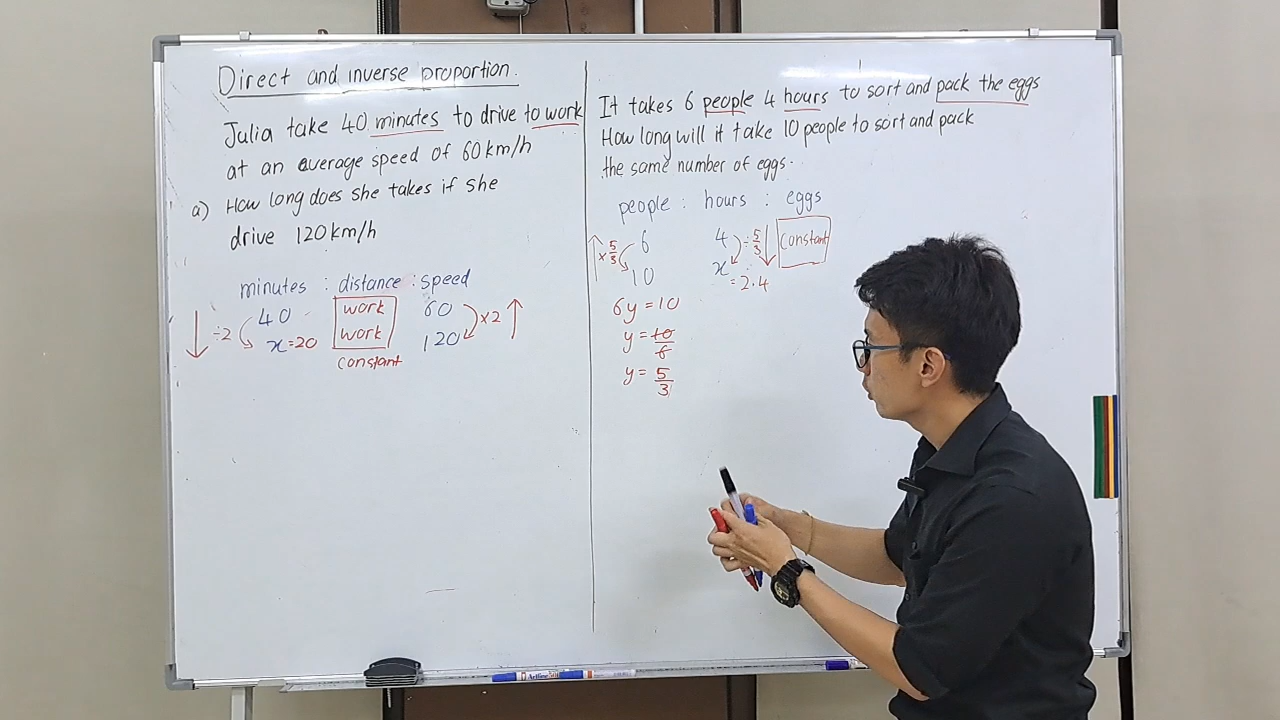 Direct and inverse proportion.
Julia take 40 minutes to drive to work
at an average speed of 60km/h
a) How long does she takes if she
drive 120km/h
minutes : distance : speed
÷2 40 work 60 ×2
x=20 work 120
constant
It takes 6 people 4 hours to sort and pack the eggs
How long will it take 10 people to sort and pack
the same number of eggs.
people : hours : eggs
×5/3 6 4 ÷5/3 constant
10 x
=2.4
6y=10
y=10/6
y=5/3
Artline